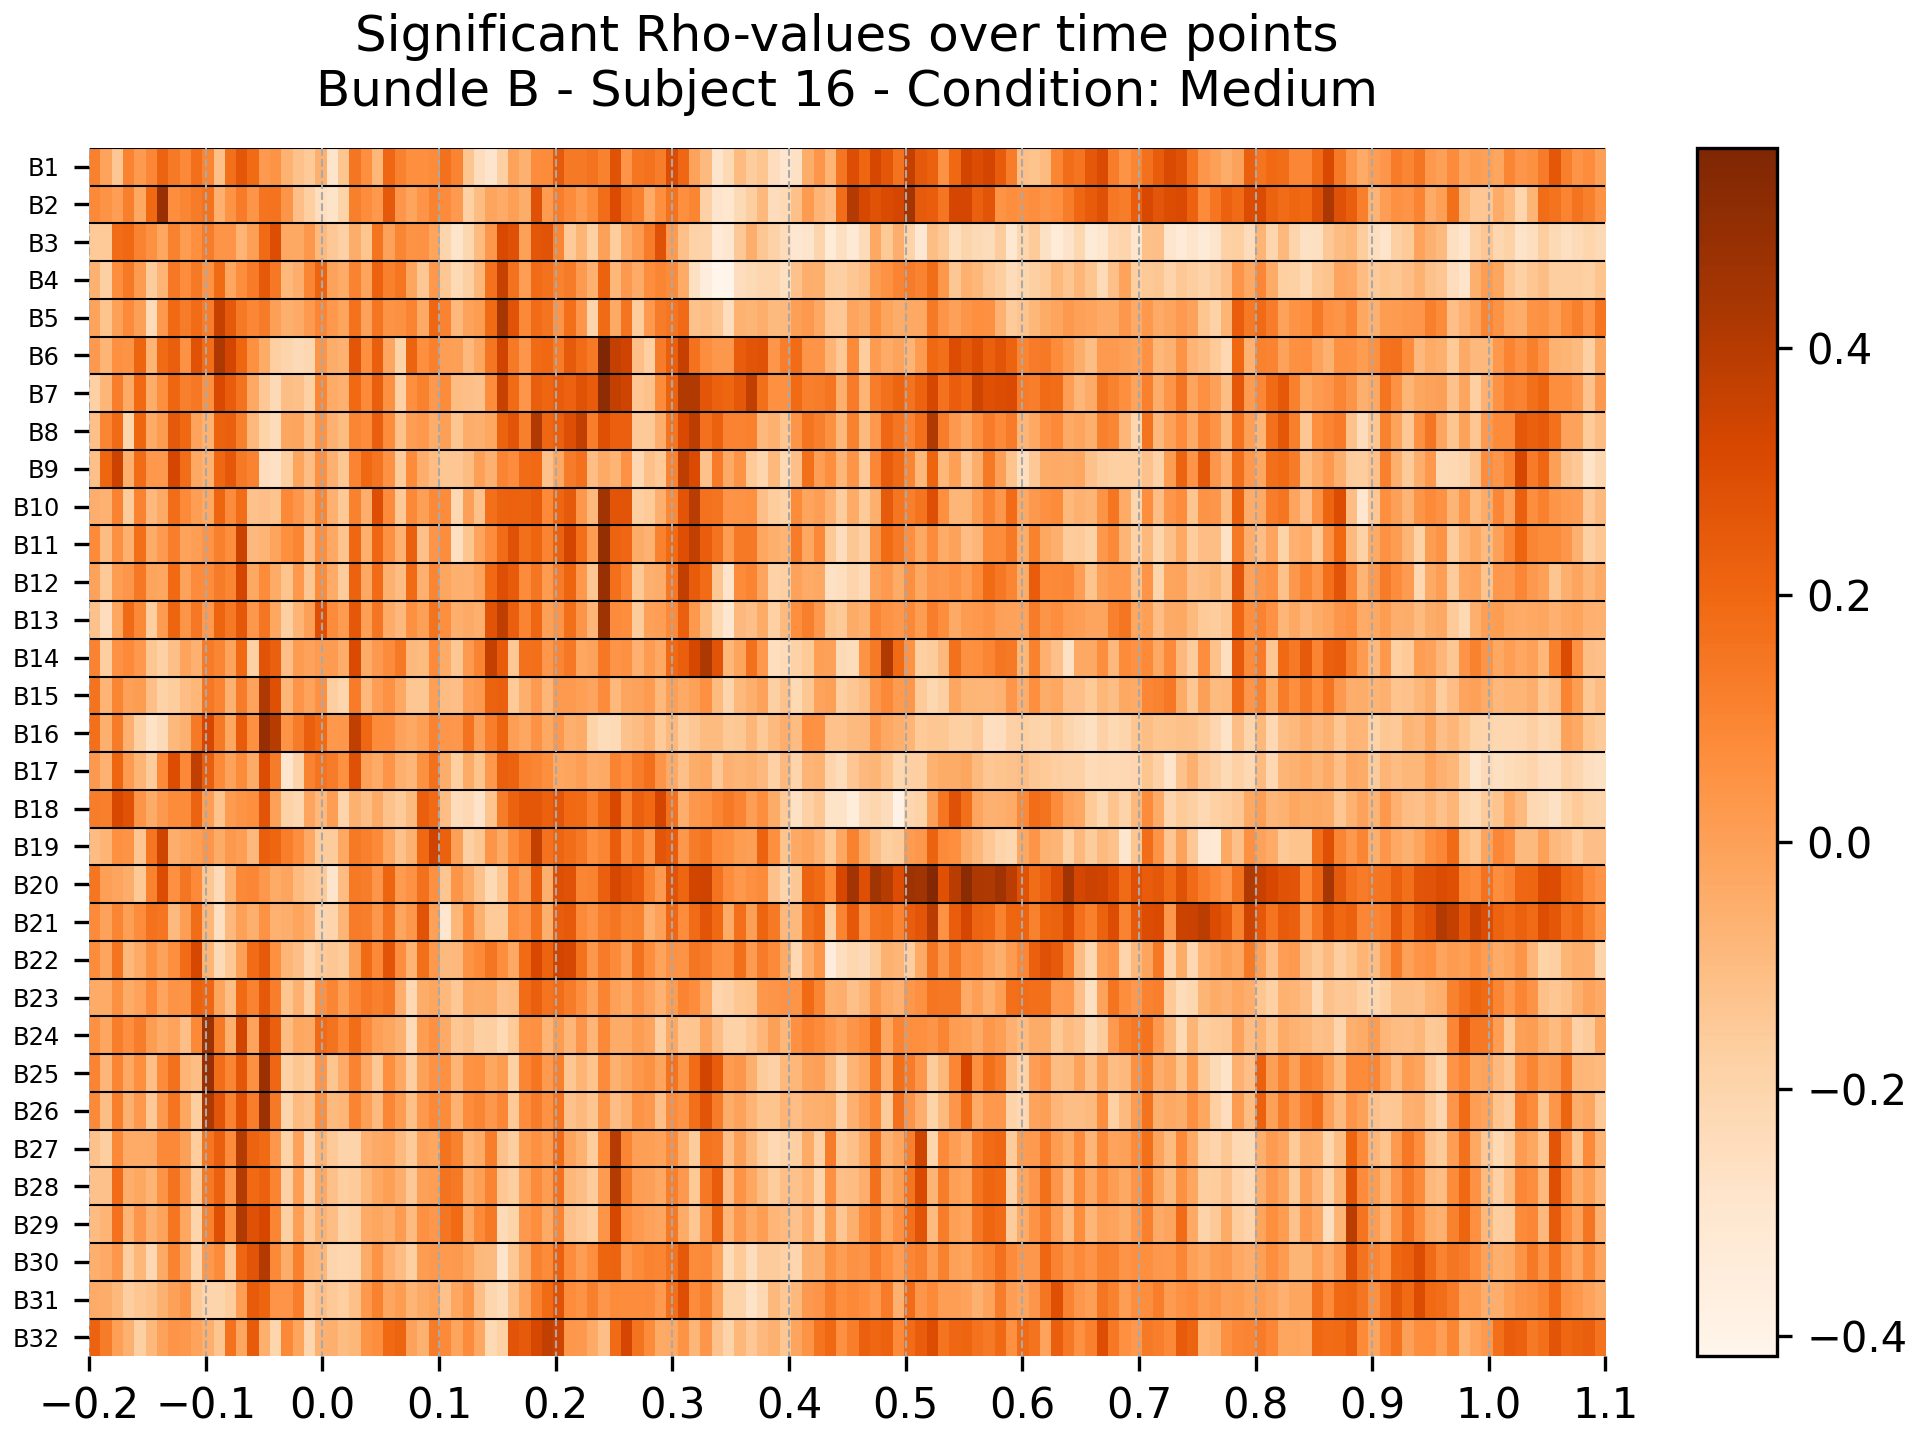 Significant Rho-values over time points
Bundle B - Subject 16 - Condition: Medium
B1
B2
B3
B4
B5
B6
B7
B8
B9
B10
B11
B12
B13
B14
B15
B16
B17
B18
B19
B20
B21
B22
B23
B24
B25
B26
B27
B28
B29
B30
B31
B32
−0.2 −0.1 0.0 0.1 0.2 0.3 0.4 0.5 0.6 0.7 0.8 0.9 1.0 1.1
0.4
0.2
0.0
−0.2
−0.4